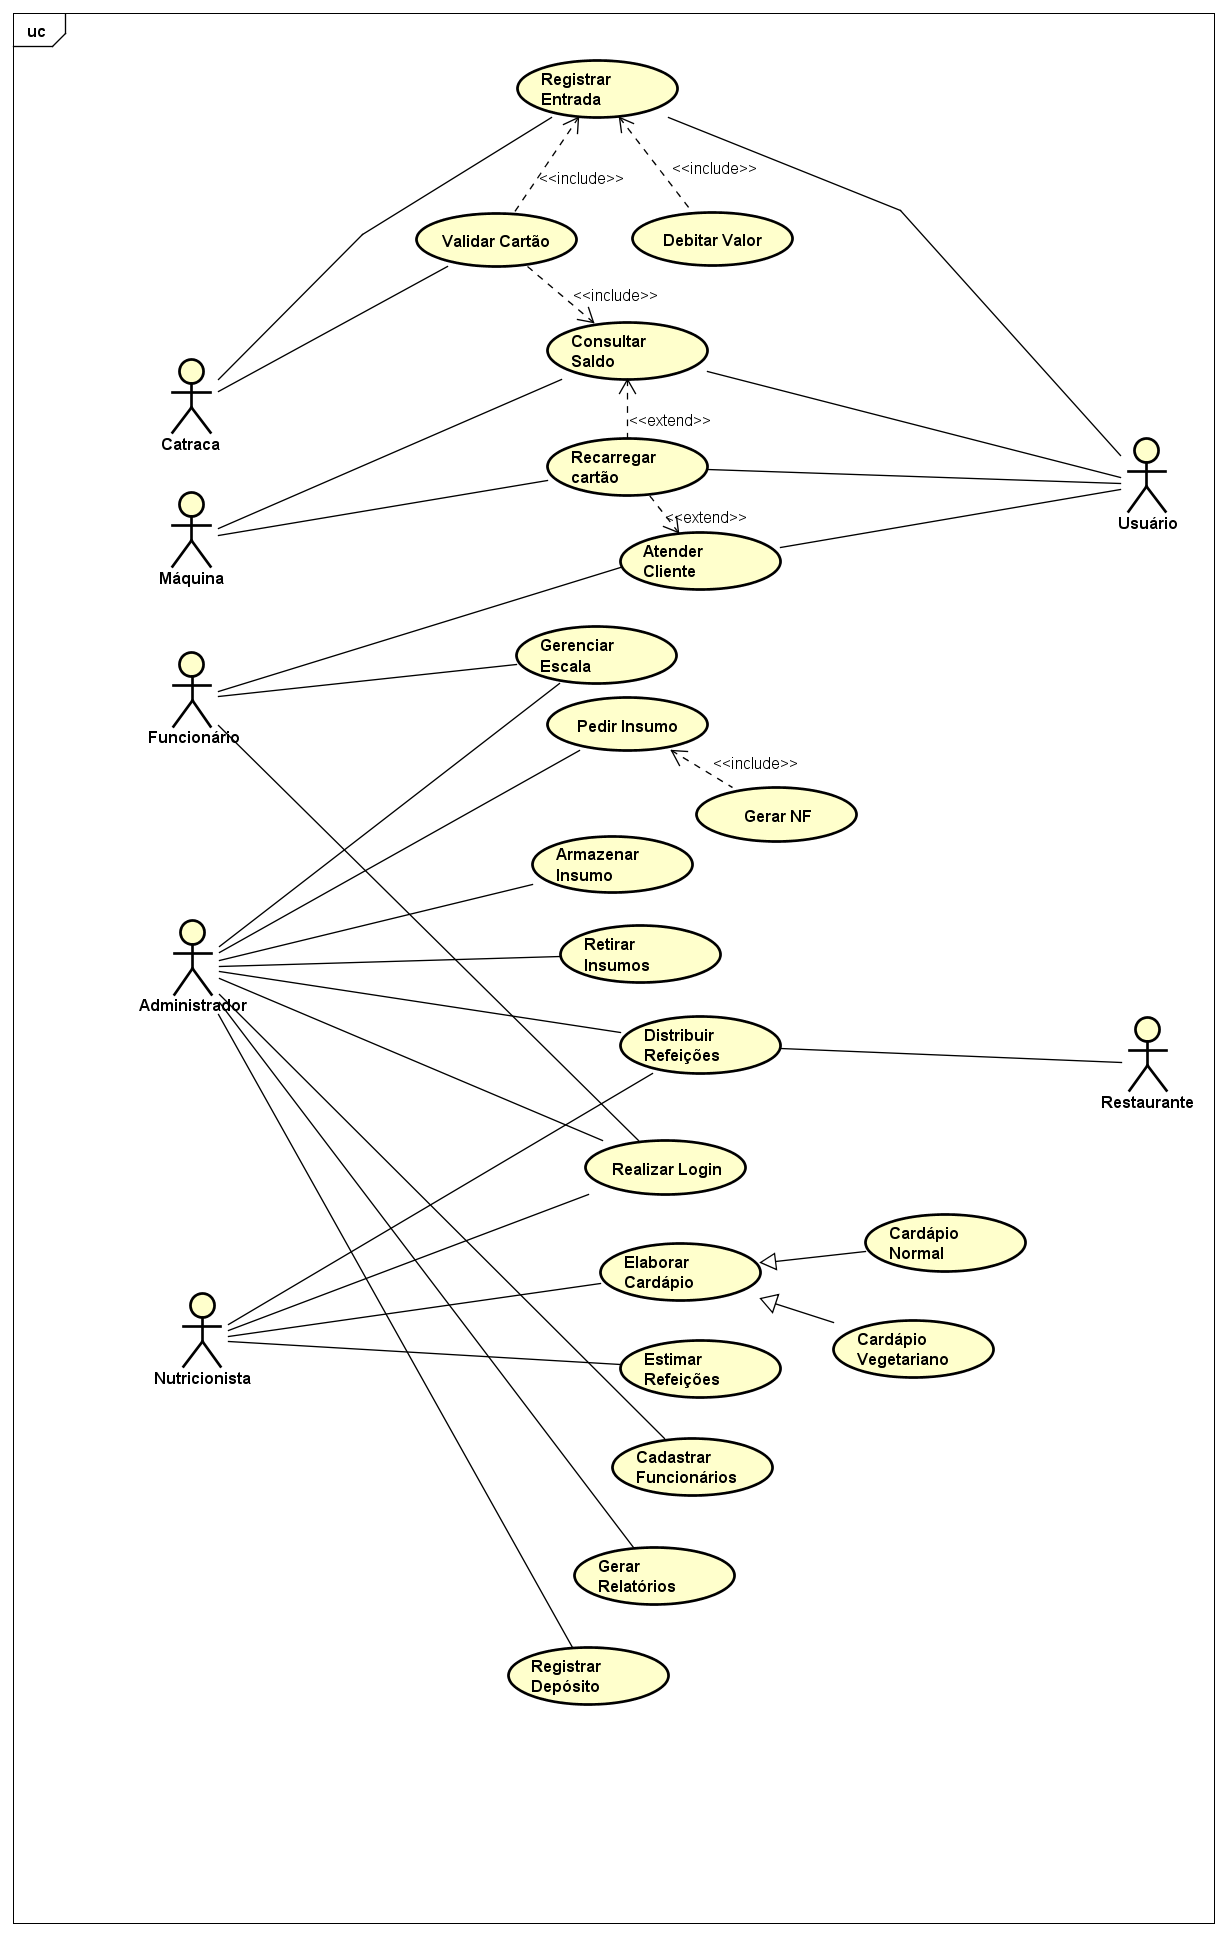 uc
Registrar
Entrada
<<include>>
<<include>>
Validar Cartão
Debitar Valor
<<include>>
Consultar
Saldo
Catraca
<<extend>>
Recarregar
cartão
Usuário
<<extend>>
Máquina
Atender
Cliente
Gerenciar
Escala
Funcionário
Pedir Insumo
<<include>>
Gerar NF
Armazenar
Insumo
Retirar
Insumos
Administrador
Distribuir
Refeições
Restaurante
Realizar Login
Cardápio
Normal
Elaborar
Cardápio
Cardápio
Vegetariano
Nutricionista
Estimar
Refeições
Cadastrar
Funcionários
Gerar
Relatórios
Registrar
Depósito